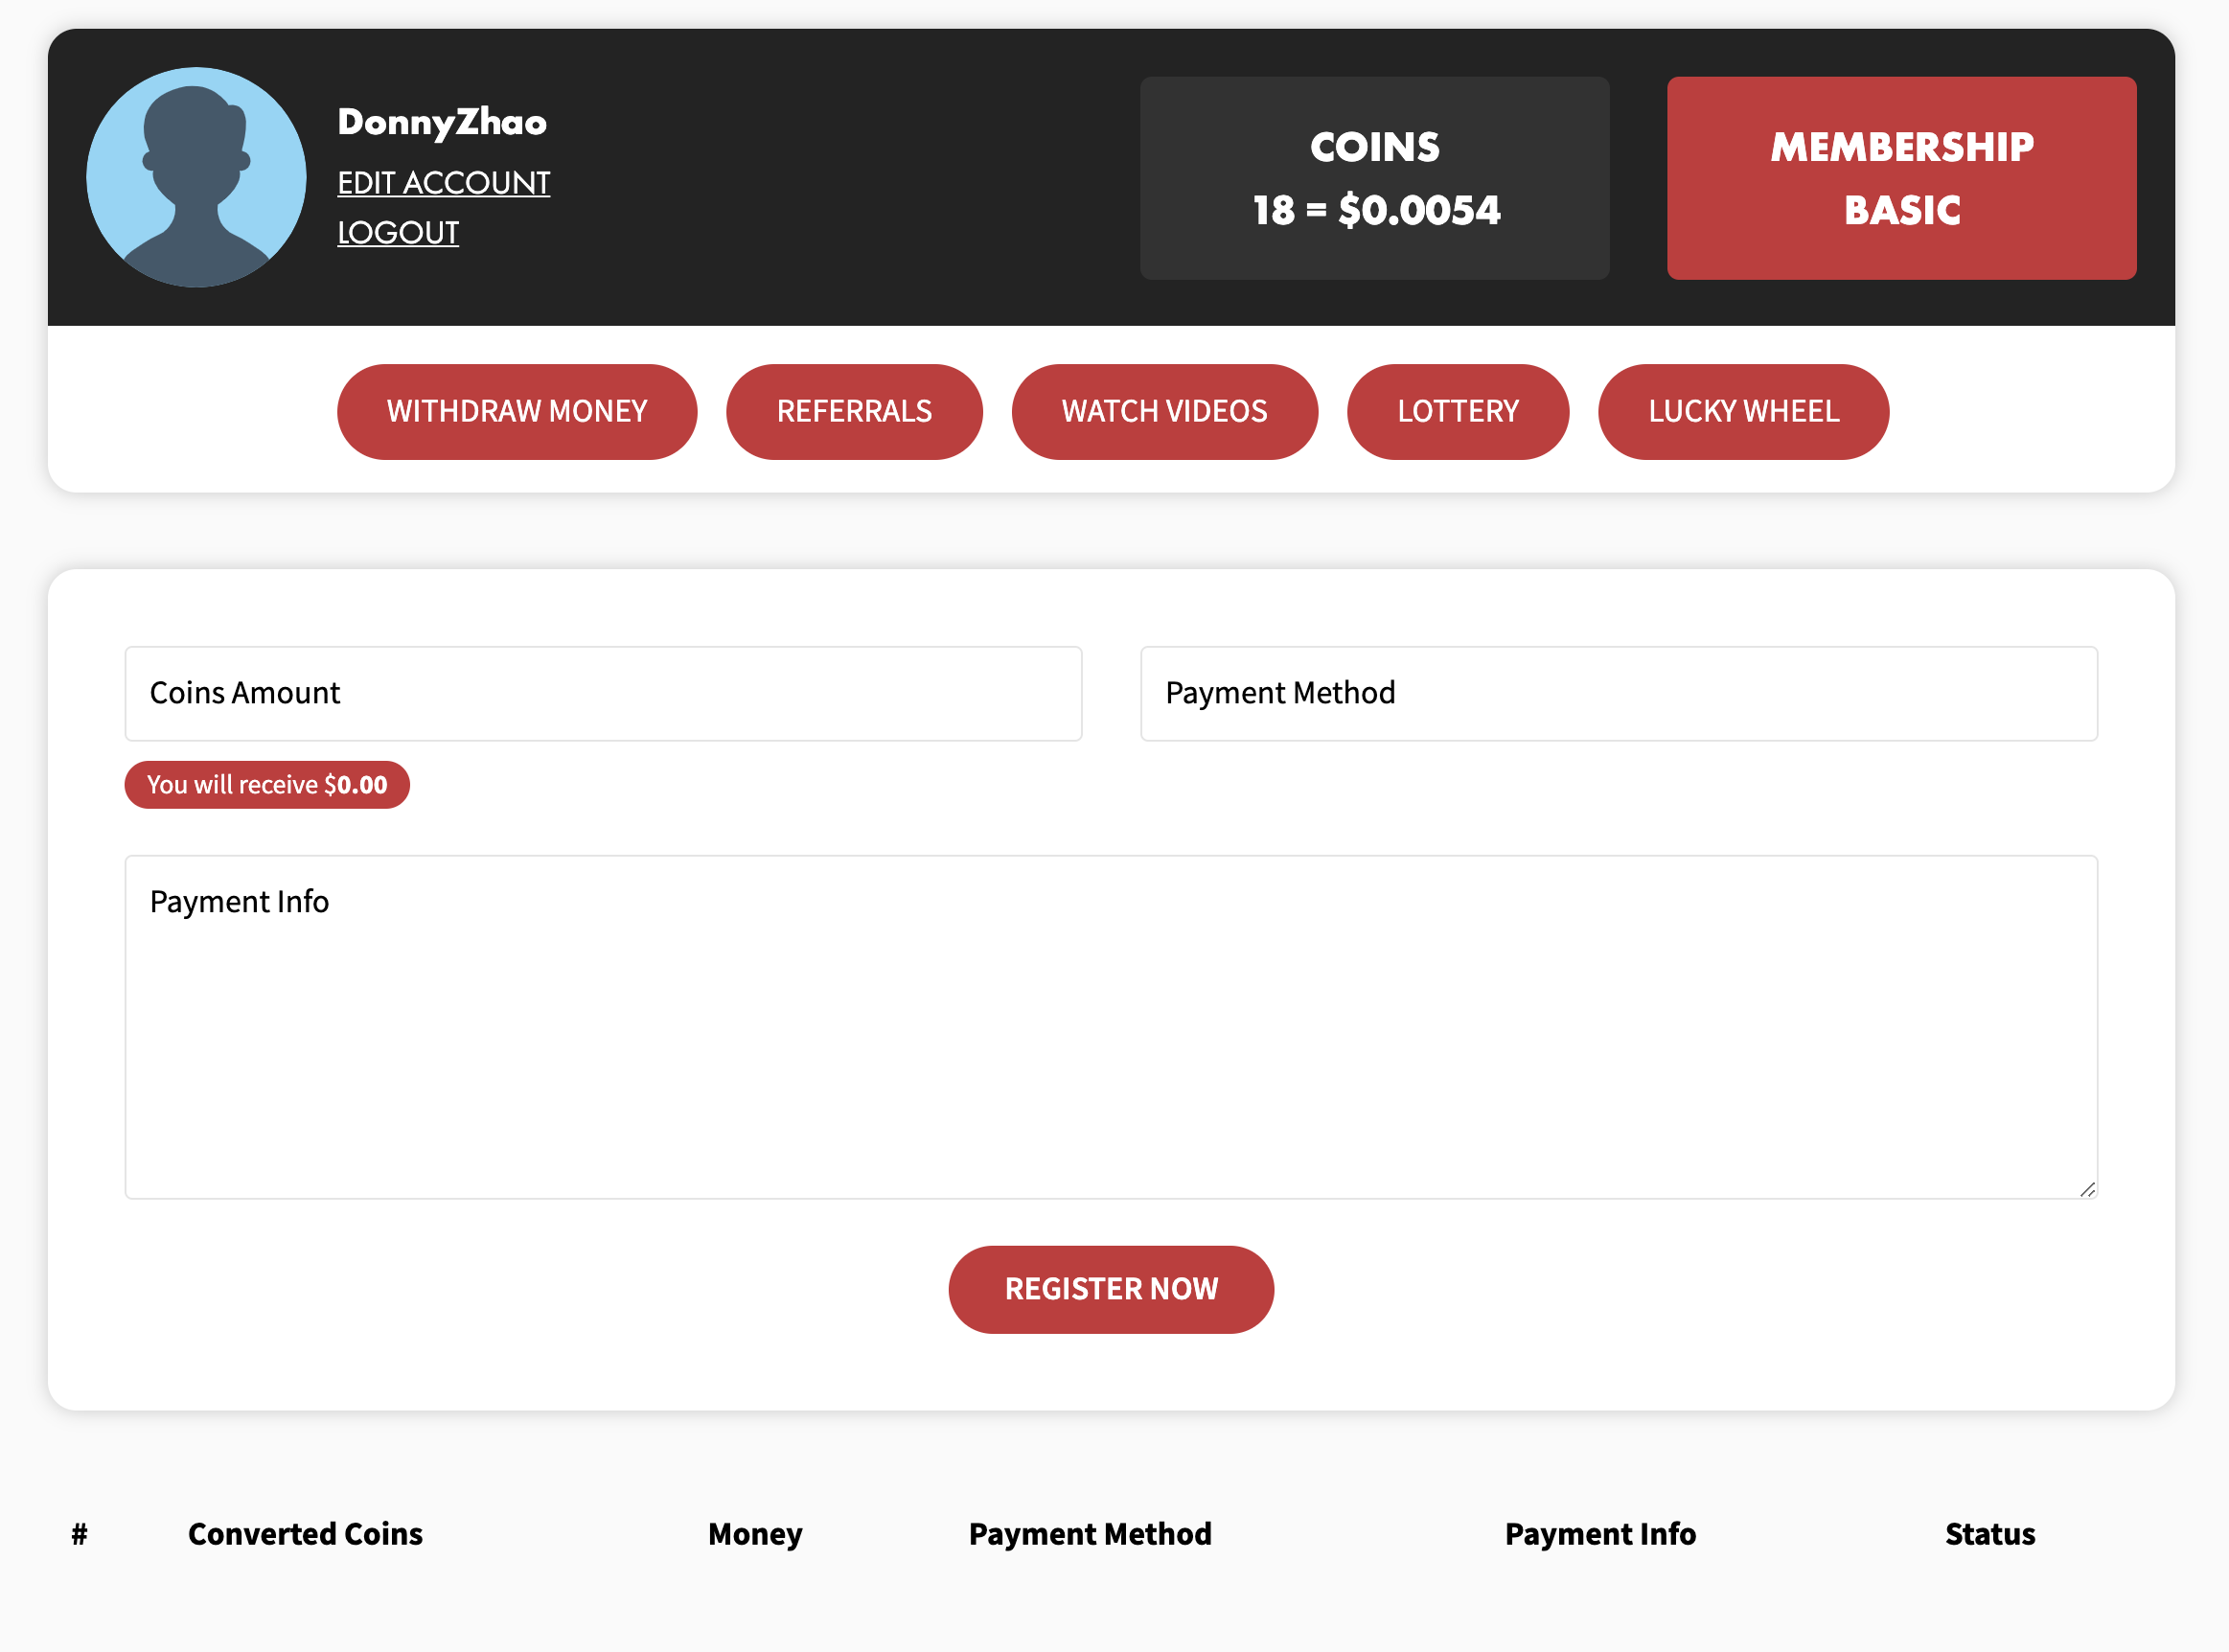 DonnyZhao
EDIT ACCOUNT
LOGOUT
COINS
18 = $0.0054
MEMBERSHIP
BASIC
WITHDRAW MONEY
REFERRALS
WATCH VIDEOS
LOTTERY
LUCKY WHEEL
Coins Amount
Payment Method
You will receive $0.00
Payment Info
REGISTER NOW
# Converted Coins Money Payment Method Payment Info Status